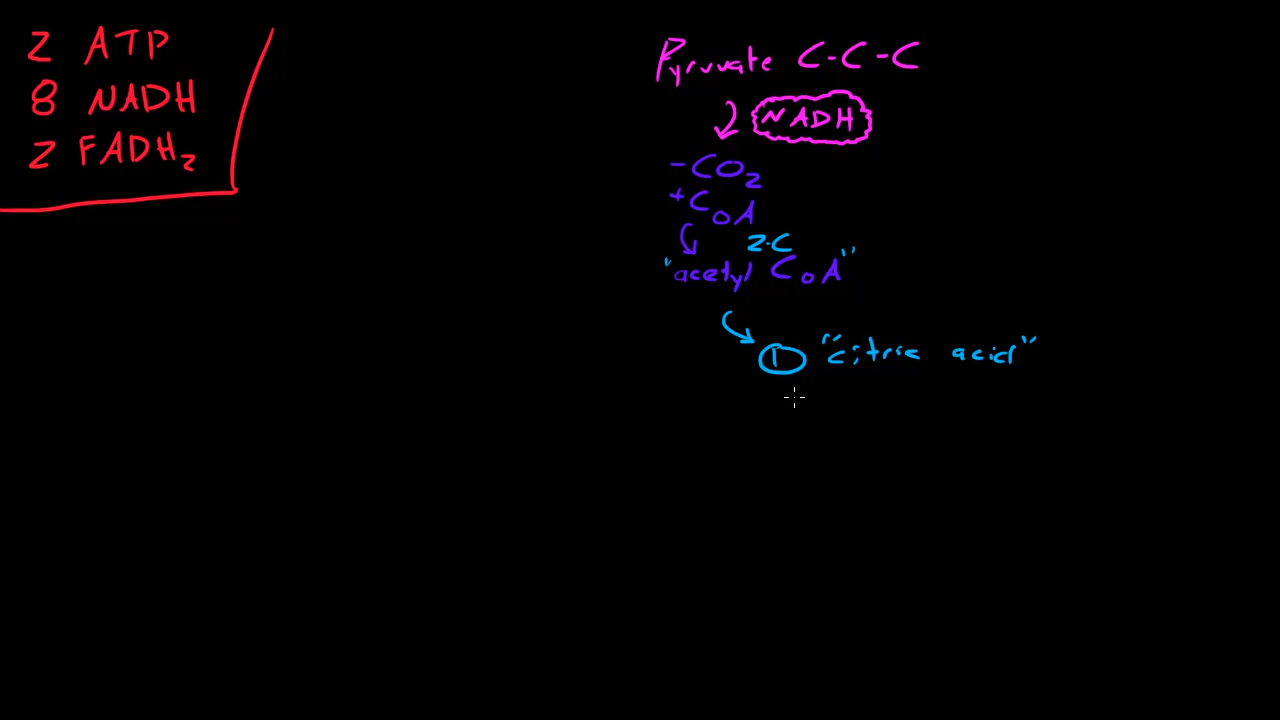 2 ATP
8 NADH
2 FADH₂
Pyruvate C-C-C
NADH
-CO₂
+CoA
2-C
"acetyl CoA"
① "citric acid"